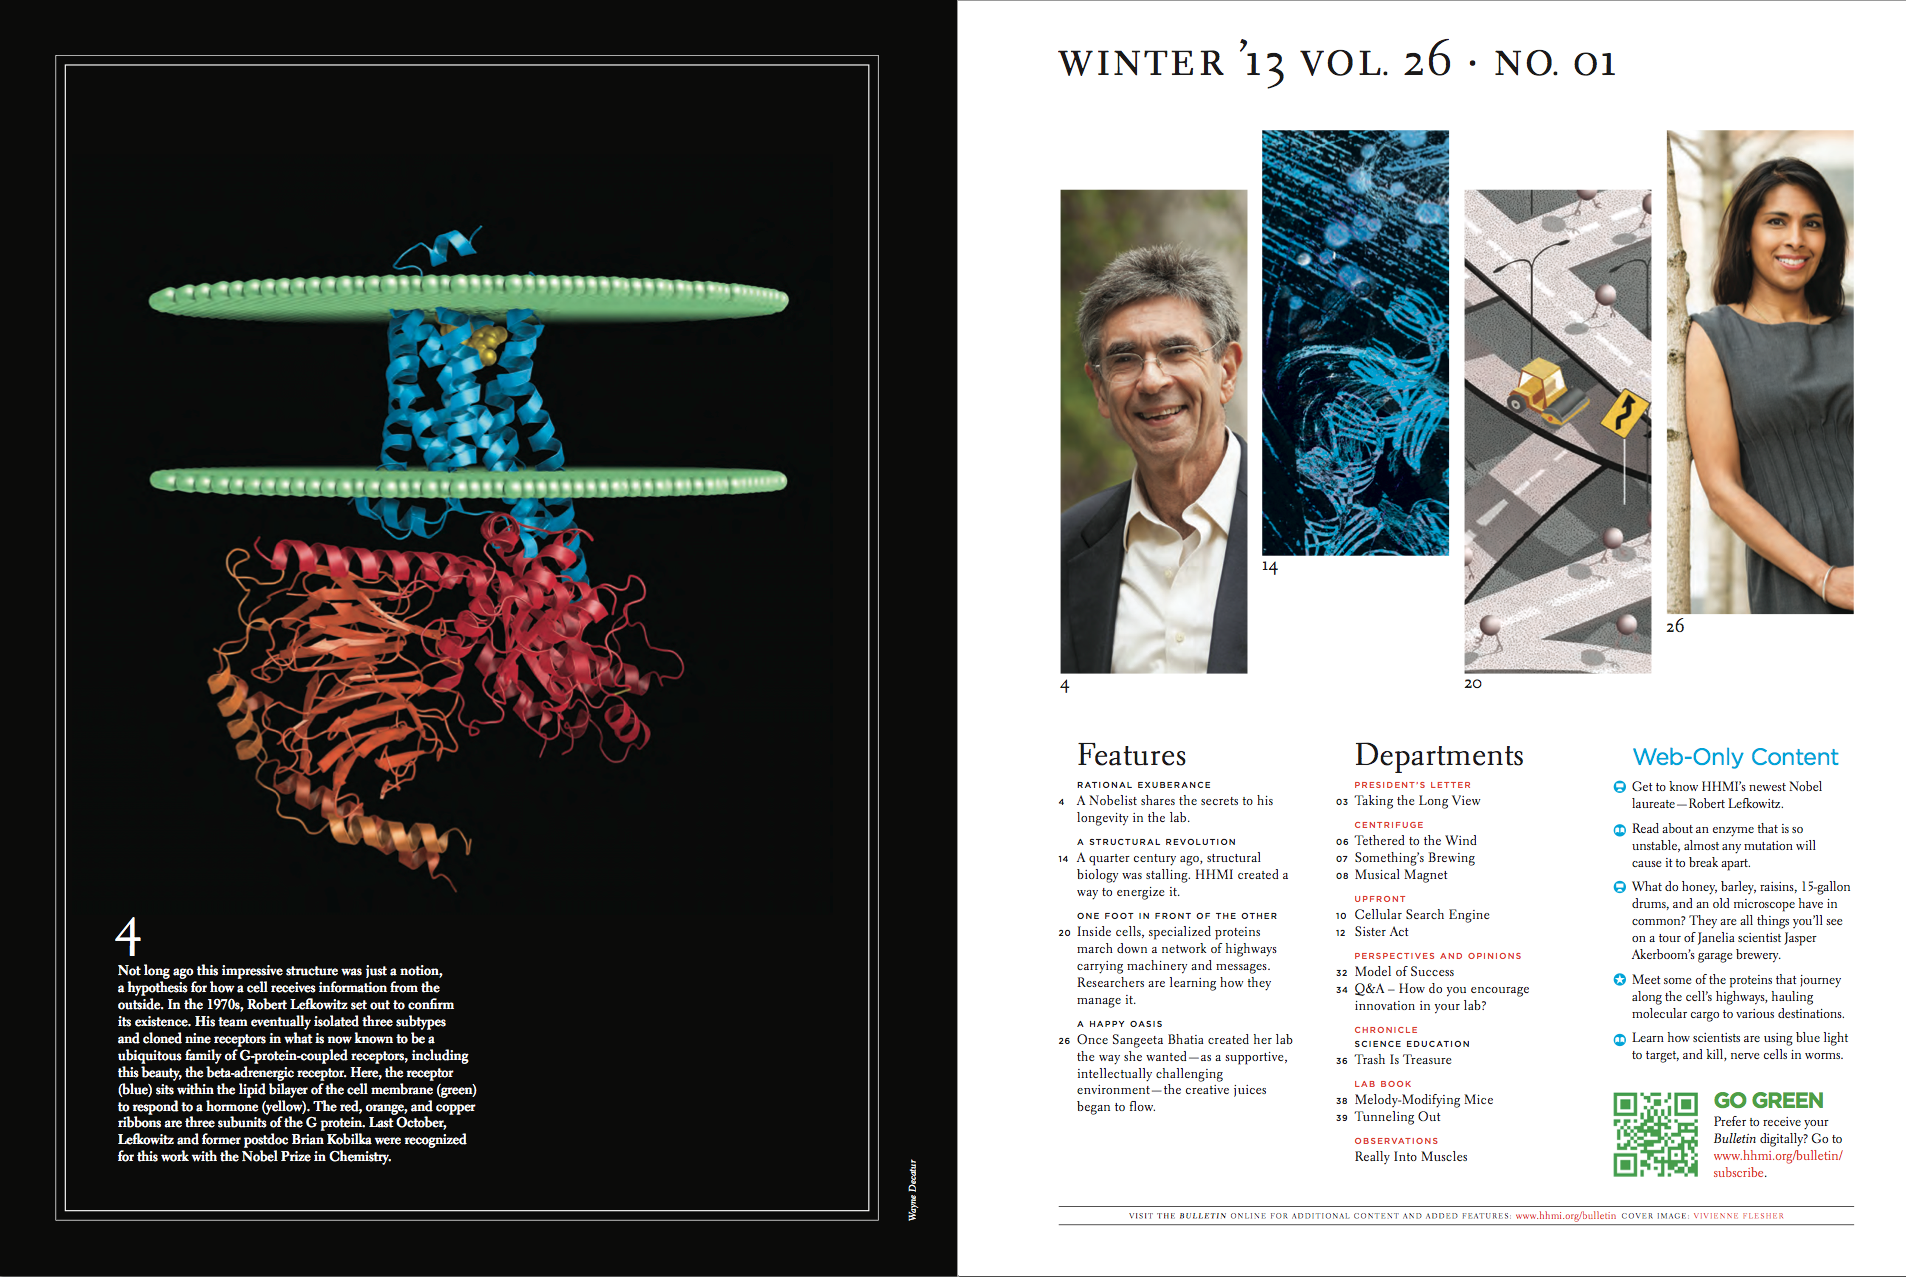 4
Not long ago this impressive structure was just a notion,
a hypothesis for how a cell receives information from the
outside. In the 1970s, Robert Lefkowitz set out to confirm
its existence. His team eventually isolated three subtypes
and cloned nine receptors in what is now known to be a
ubiquitous family of G-protein-coupled receptors, including
this beauty, the beta-adrenergic receptor. Here, the receptor
(blue) sits within the lipid bilayer of the cell membrane (green)
to respond to a hormone (yellow). The red, orange, and copper
ribbons are three subunits of the G protein. Last October,
Lefkowitz and former postdoc Brian Kobilka were recognized
for this work with the Nobel Prize in Chemistry.
Wayne Decatur
WINTER ’13 VOL. 26 · NO. 01
4
14
20
26
Features
RATIONAL EXUBERANCE
4 A Nobelist shares the secrets to his
longevity in the lab.
A STRUCTURAL REVOLUTION
14 A quarter century ago, structural
biology was stalling. HHMI created a
way to energize it.
ONE FOOT IN FRONT OF THE OTHER
20 Inside cells, specialized proteins
march down a network of highways
carrying machinery and messages.
Researchers are learning how they
manage it.
A HAPPY OASIS
26 Once Sangeeta Bhatia created her lab
the way she wanted—as a supportive,
intellectually challenging
environment—the creative juices
began to flow.
Departments
PRESIDENT'S LETTER
03 Taking the Long View
CENTRIFUGE
06 Tethered to the Wind
07 Something’s Brewing
08 Musical Magnet
UPFRONT
10 Cellular Search Engine
12 Sister Act
PERSPECTIVES AND OPINIONS
32 Model of Success
34 Q&A – How do you encourage
innovation in your lab?
CHRONICLE
SCIENCE EDUCATION
36 Trash Is Treasure
LAB BOOK
38 Melody-Modifying Mice
39 Tunneling Out
OBSERVATIONS
Really Into Muscles
Web-Only Content
Get to know HHMI’s newest Nobel
laureate—Robert Lefkowitz.
Read about an enzyme that is so
unstable, almost any mutation will
cause it to break apart.
What do honey, barley, raisins, 15-gallon
drums, and an old microscope have in
common? They are all things you’ll see
on a tour of Janelia scientist Jasper
Akerboom’s garage brewery.
Meet some of the proteins that journey
along the cell’s highways, hauling
molecular cargo to various destinations.
Learn how scientists are using blue light
to target, and kill, nerve cells in worms.
GO GREEN
Prefer to receive your
Bulletin digitally? Go to
www.hhmi.org/bulletin/
subscribe.
VISIT THE BULLETIN ONLINE FOR ADDITIONAL CONTENT AND ADDED FEATURES: www.hhmi.org/bulletin COVER IMAGE: VIVIENNE FLESHER